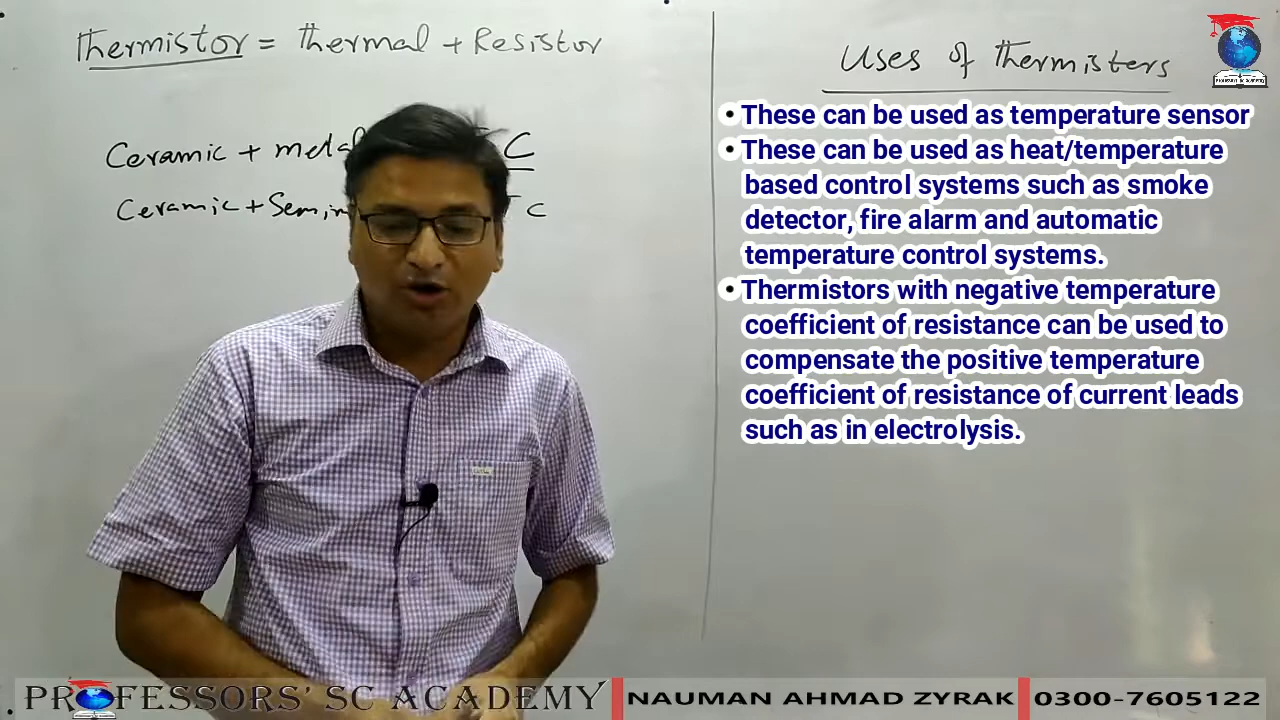 Thermistor = thermal + Resistor
Ceramic + metal
C
Ceramic + Semin
TC
Uses of Thermisters
• These can be used as temperature sensor
• These can be used as heat/temperature
based control systems such as smoke
detector, fire alarm and automatic
temperature control systems.
• Thermistors with negative temperature
coefficient of resistance can be used to
compensate the positive temperature
coefficient of resistance of current leads
such as in electrolysis.
PROFESSORS' SC ACADEMY
NAUMAN AHMAD ZYRAK
0300-7605122